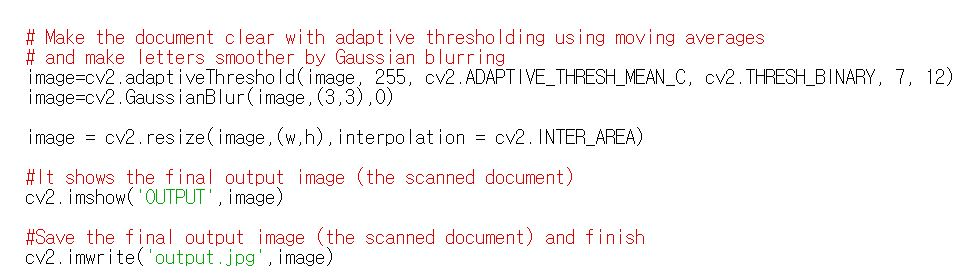 # Make the document clear with adaptive thresholding using moving averages
# and make letters smoother by Gaussian blurring
image=cv2.adaptiveThreshold(image, 255, cv2.ADAPTIVE_THRESH_MEAN_C, cv2.THRESH_BINARY, 7, 12)
image=cv2.GaussianBlur(image,(3,3),0)
image = cv2.resize(image,(w,h),interpolation = cv2.INTER_AREA)
#It shows the final output image (the scanned document)
cv2.imshow('OUTPUT',image)
#Save the final output image (the scanned document) and finish
cv2.imwrite('output.jpg',image)